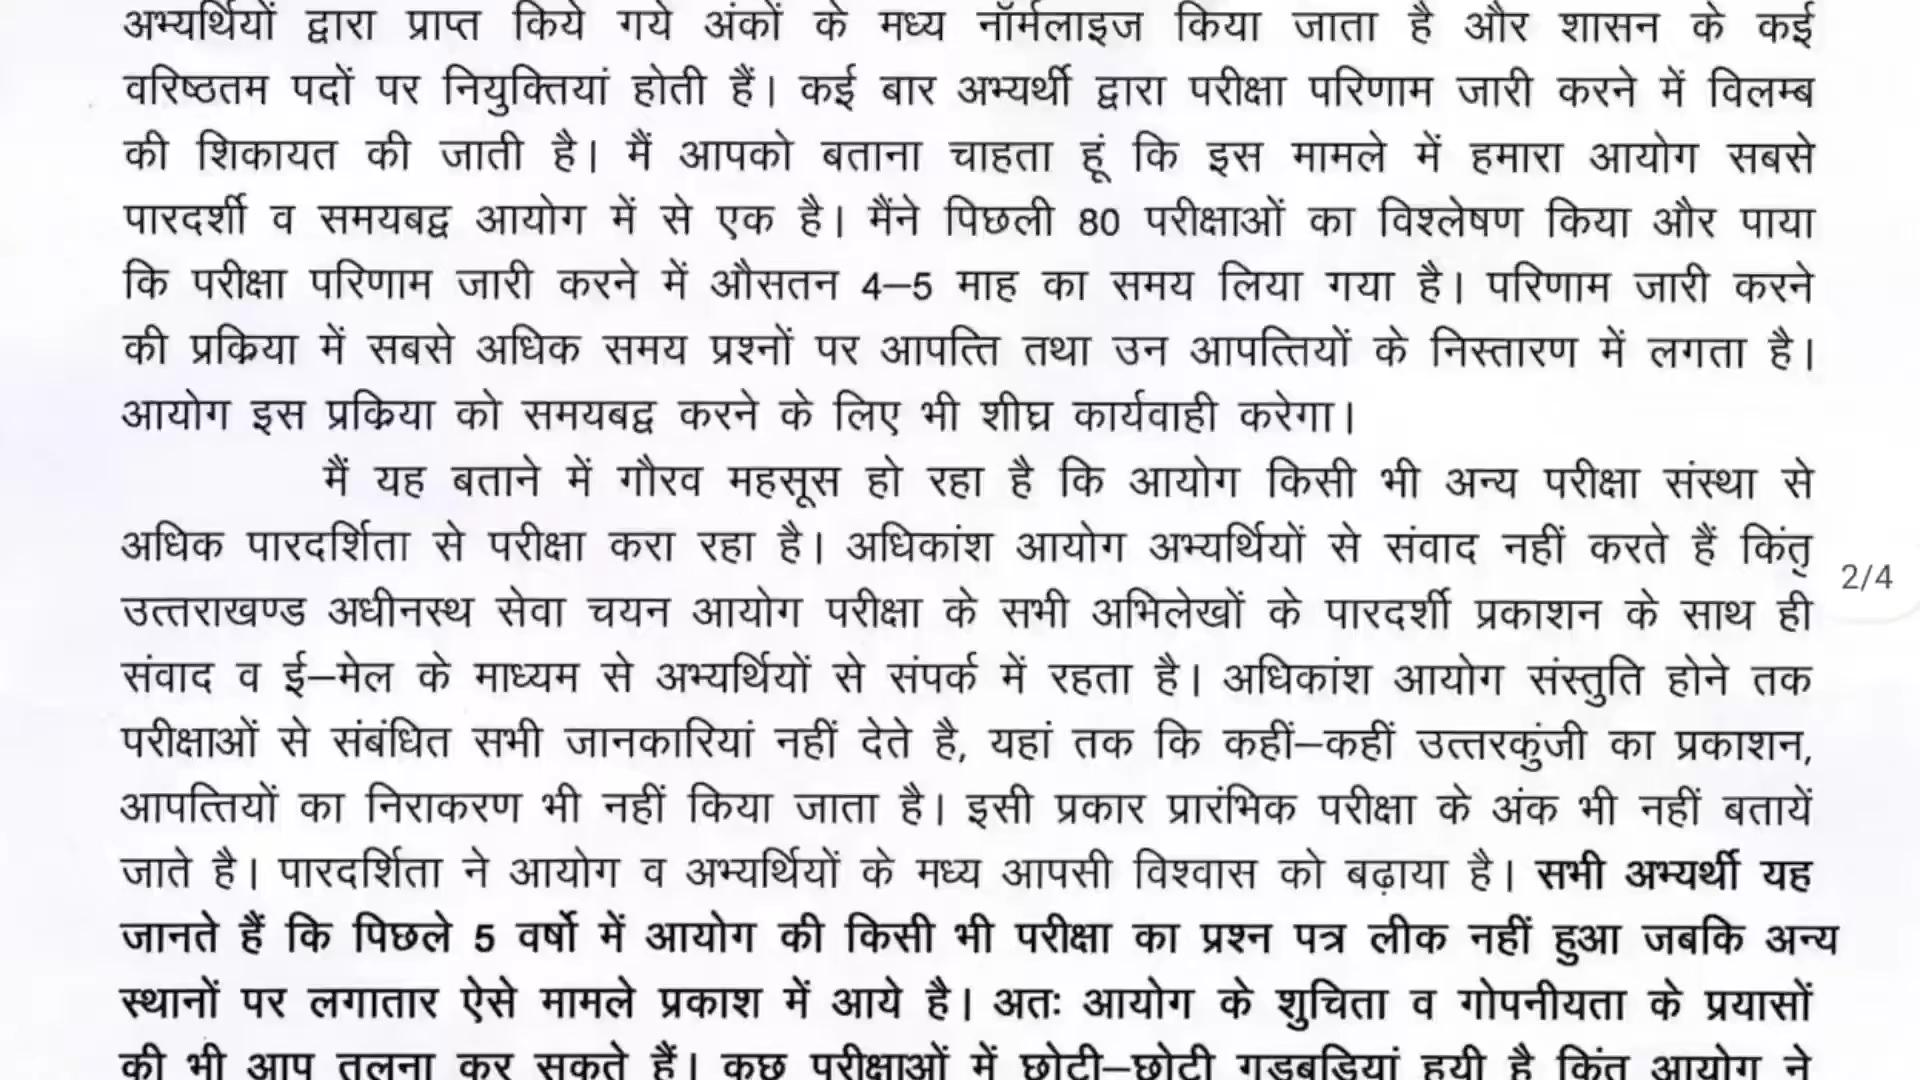 अभ्यर्थियों द्वारा प्राप्त किये गये अंकों के मध्य नॉर्मलाइज किया जाता है और शासन के कई
वरिष्ठतम पदों पर नियुक्तियां होती हैं। कई बार अभ्यर्थी द्वारा परीक्षा परिणाम जारी करने में विलम्ब
की शिकायत की जाती है। मैं आपको बताना चाहता हूं कि इस मामले में हमारा आयोग सबसे
पारदर्शी व समयबद्व आयोग में से एक है। मैंने पिछली 80 परीक्षाओं का विश्लेषण किया और पाया
कि परीक्षा परिणाम जारी करने में औसतन 4–5 माह का समय लिया गया है। परिणाम जारी करने
की प्रक्रिया में सबसे अधिक समय प्रश्नों पर आपत्ति तथा उन आपत्तियों के निस्तारण में लगता है।
आयोग इस प्रक्रिया को समयबद्व करने के लिए भी शीघ्र कार्यवाही करेगा।
मैं यह बताने में गौरव महसूस हो रहा है कि आयोग किसी भी अन्य परीक्षा संस्था से
अधिक पारदर्शिता से परीक्षा करा रहा है। अधिकांश आयोग अभ्यर्थियों से संवाद नहीं करते हैं किंतु
2/4
उत्तराखण्ड अधीनस्थ सेवा चयन आयोग परीक्षा के सभी अभिलेखों के पारदर्शी प्रकाशन के साथ ही
संवाद व ई–मेल के माध्यम से अभ्यर्थियों से संपर्क में रहता है। अधिकांश आयोग संस्तुति होने तक
परीक्षाओं से संबंधित सभी जानकारियां नहीं देते है, यहां तक कि कहीं–कहीं उत्तरकुंजी का प्रकाशन,
आपत्तियों का निराकरण भी नहीं किया जाता है। इसी प्रकार प्रारंभिक परीक्षा के अंक भी नहीं बतायें
जाते है। पारदर्शिता ने आयोग व अभ्यर्थियों के मध्य आपसी विश्वास को बढ़ाया है। सभी अभ्यर्थी यह
जानते हैं कि पिछले 5 वर्षो में आयोग की किसी भी परीक्षा का प्रश्न पत्र लीक नहीं हुआ जबकि अन्य
स्थानों पर लगातार ऐसे मामले प्रकाश में आये है। अतः आयोग के शुचिता व गोपनीयता के प्रयासों
की भी आप तुलना कर सकते हैं। कुछ परीक्षाओं में छोटी–छोटी गड़बड़ियां हुयी है किंतु आयोग ने